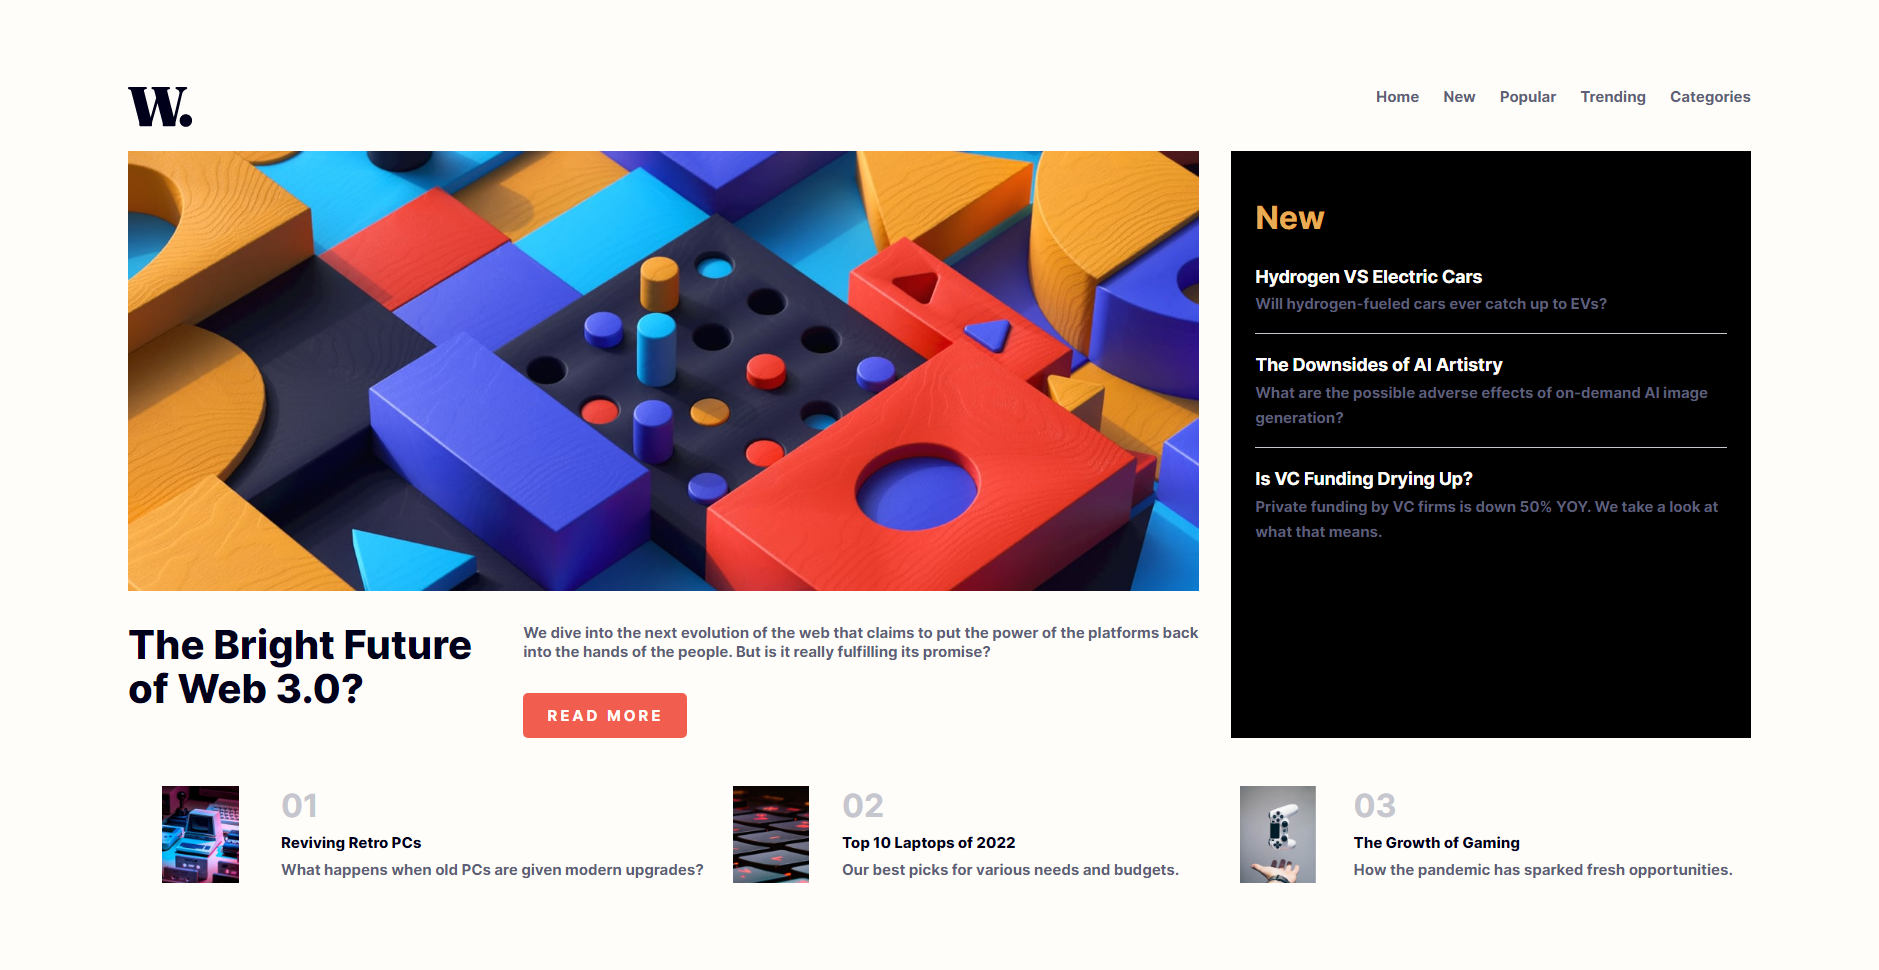 W.
Home New Popular Trending Categories
New
Hydrogen VS Electric Cars
Will hydrogen-fueled cars ever catch up to EVs?
The Downsides of AI Artistry
What are the possible adverse effects of on-demand AI image
generation?
Is VC Funding Drying Up?
Private funding by VC firms is down 50% YOY. We take a look at
what that means.
The Bright Future
of Web 3.0?
We dive into the next evolution of the web that claims to put the power of the platforms back
into the hands of the people. But is it really fulfilling its promise?
READ MORE
01
Reviving Retro PCs
What happens when old PCs are given modern upgrades?
02
Top 10 Laptops of 2022
Our best picks for various needs and budgets.
03
The Growth of Gaming
How the pandemic has sparked fresh opportunities.